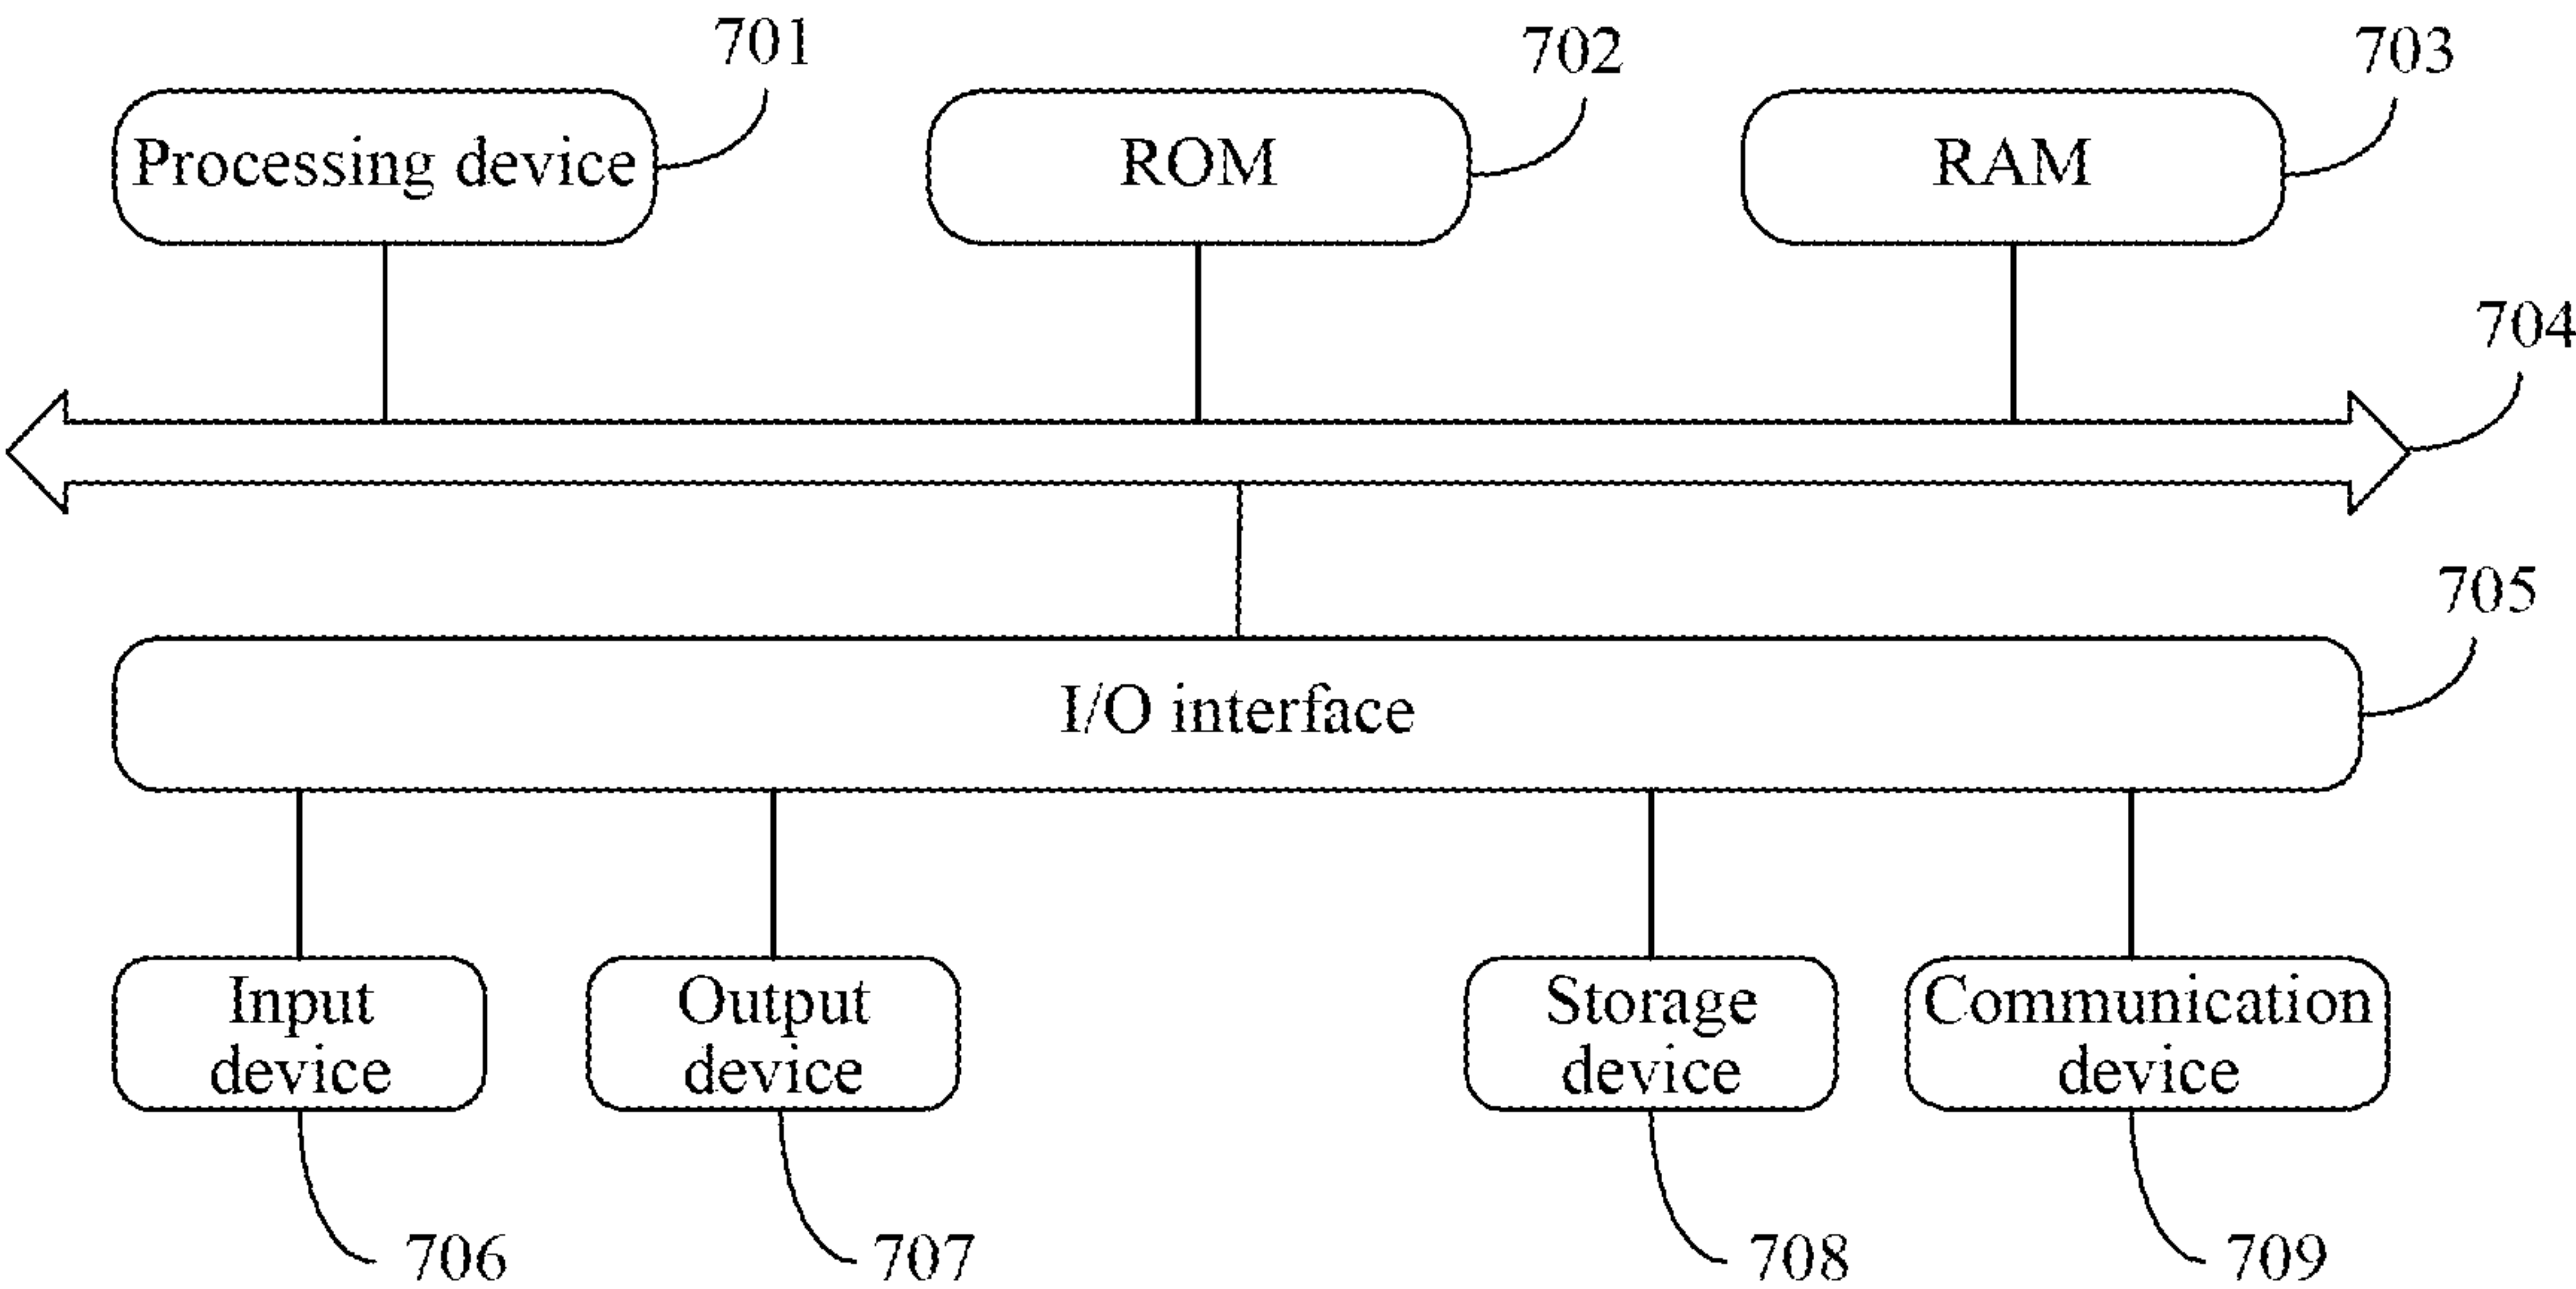 701
702
703
Processing device
ROM
RAM
704
705
I/O interface
Input
device
Output
device
Storage
device
Communication
device
706
707
708
709